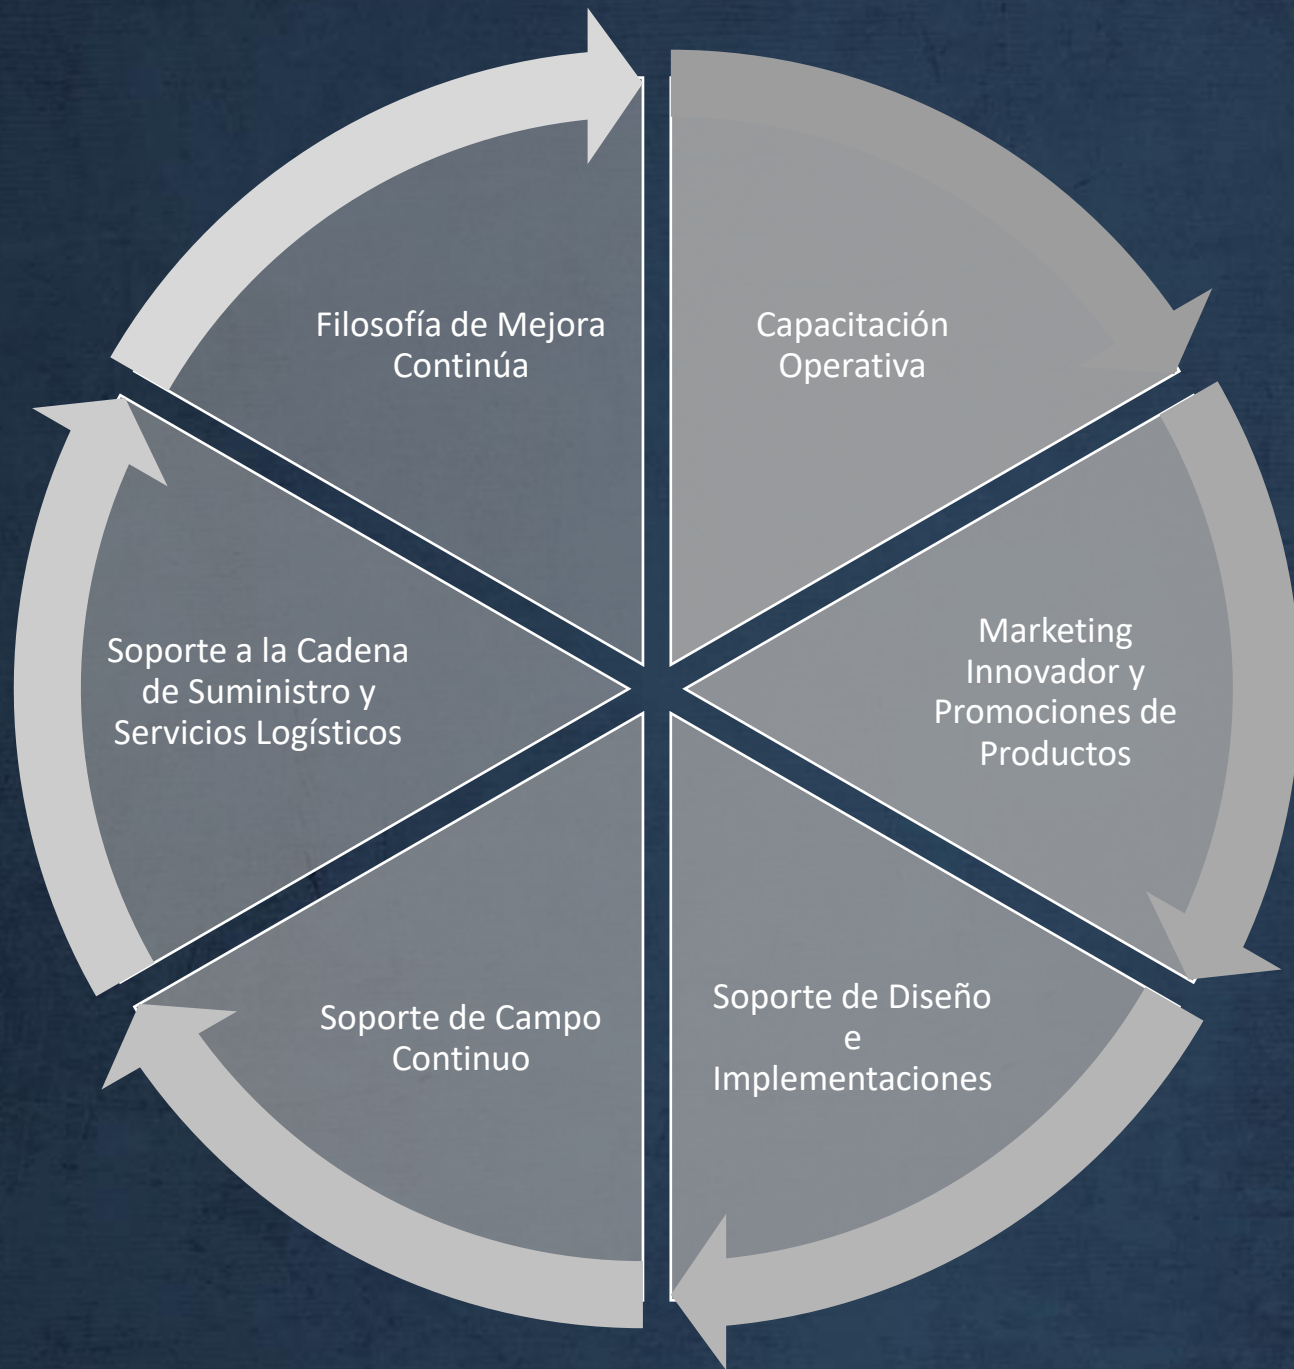 Filosofía de Mejora
Continúa
Capacitación
Operativa
Marketing
Innovador y
Promociones de
Productos
Soporte de Diseño
e
Implementaciones
Soporte de Campo
Continuo
Soporte a la Cadena
de Suministro y
Servicios Logísticos